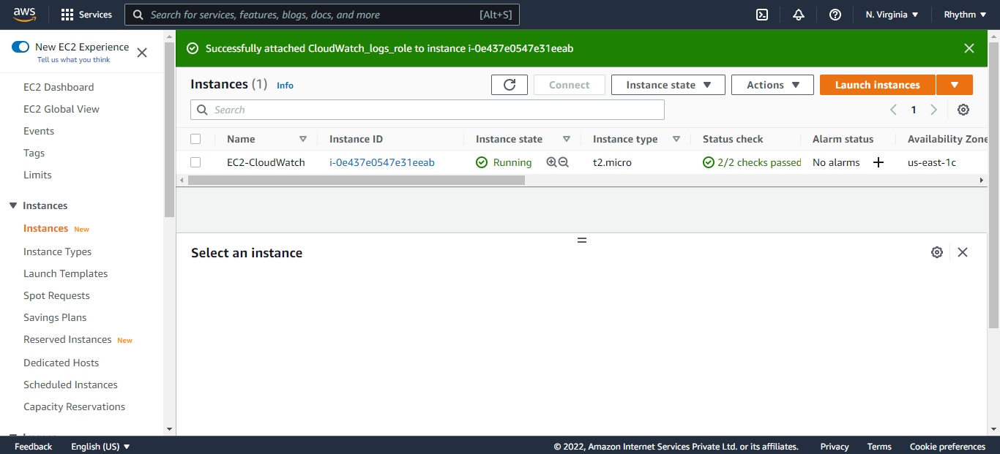 aws Services Search for services, features, blogs, docs, and more [Alt+S] N. Virginia Rhythm
New EC2 Experience
Tell us what you think
EC2 Dashboard
EC2 Global View
Events
Tags
Limits
Instances
Instances New
Instance Types
Launch Templates
Spot Requests
Savings Plans
Reserved Instances New
Dedicated Hosts
Scheduled Instances
Capacity Reservations
Successfully attached CloudWatch_logs_role to instance i-0e437e0547e31eeab
Instances (1) Info Connect Instance state Actions Launch instances
Search 1
Name Instance ID Instance state Instance type Status check Alarm status Availability Zone
EC2-CloudWatch i-0e437e0547e31eeab Running t2.micro 2/2 checks passed No alarms us-east-1c
Select an instance
Feedback English (US) © 2022, Amazon Internet Services Private Ltd. or its affiliates. Privacy Terms Cookie preferences